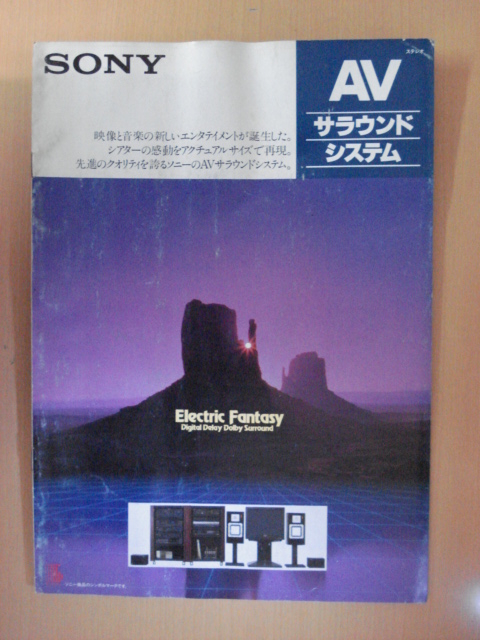 SONY
スタジオ
AV
サラウンド
システム
映像と音楽の新しいエンタテイメントが誕生した。
シアターの感動をアクチュアルサイズで再現。
先進のクオリティを誇るソニーのAVサラウンドシステム。
Electric Fantasy
Digital Delay Dolby Surround